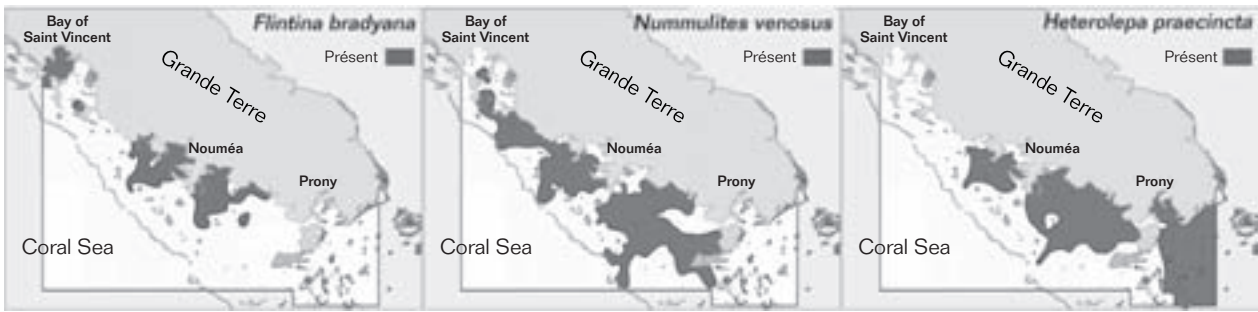 Flintina bradyana
Bay of
Saint Vincent
Présent
Grande Terre
Nouméa
Prony
Coral Sea
Nummulites venosus
Bay of
Saint Vincent
Présent
Grande Terre
Nouméa
Prony
Coral Sea
Heterolepa praecincta
Bay of
Saint Vincent
Présent
Grande Terre
Nouméa
Prony
Coral Sea